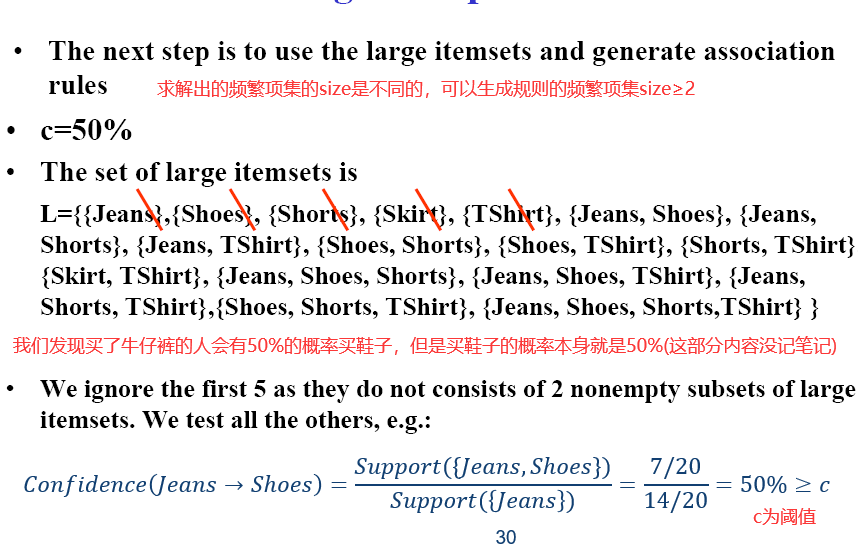 • The next step is to use the large itemsets and generate association
rules 求解出的频繁项集的size是不同的，可以生成规则的频繁项集size≥2
• c=50%
• The set of large itemsets is
L={{Jeans},{Shoes}, {Shorts}, {Skirt}, {TShirt}, {Jeans, Shoes}, {Jeans,
Shorts}, {Jeans, TShirt}, {Shoes, Shorts}, {Shoes, TShirt}, {Shorts, TShirt}
{Skirt, TShirt}, {Jeans, Shoes, Shorts}, {Jeans, Shoes, TShirt}, {Jeans,
Shorts, TShirt},{Shoes, Shorts, TShirt}, {Jeans, Shoes, Shorts,TShirt} }
我们发现买了牛仔裤的人会有50%的概率买鞋子，但是买鞋子的概率本身就是50%(这部分内容没记笔记)
• We ignore the first 5 as they do not consists of 2 nonempty subsets of large
itemsets. We test all the others, e.g.:
Confidence(Jeans → Shoes) = Support({Jeans, Shoes}) / Support({Jeans}) = 7/20 / 14/20 = 50% ≥ c
c为阈值
30